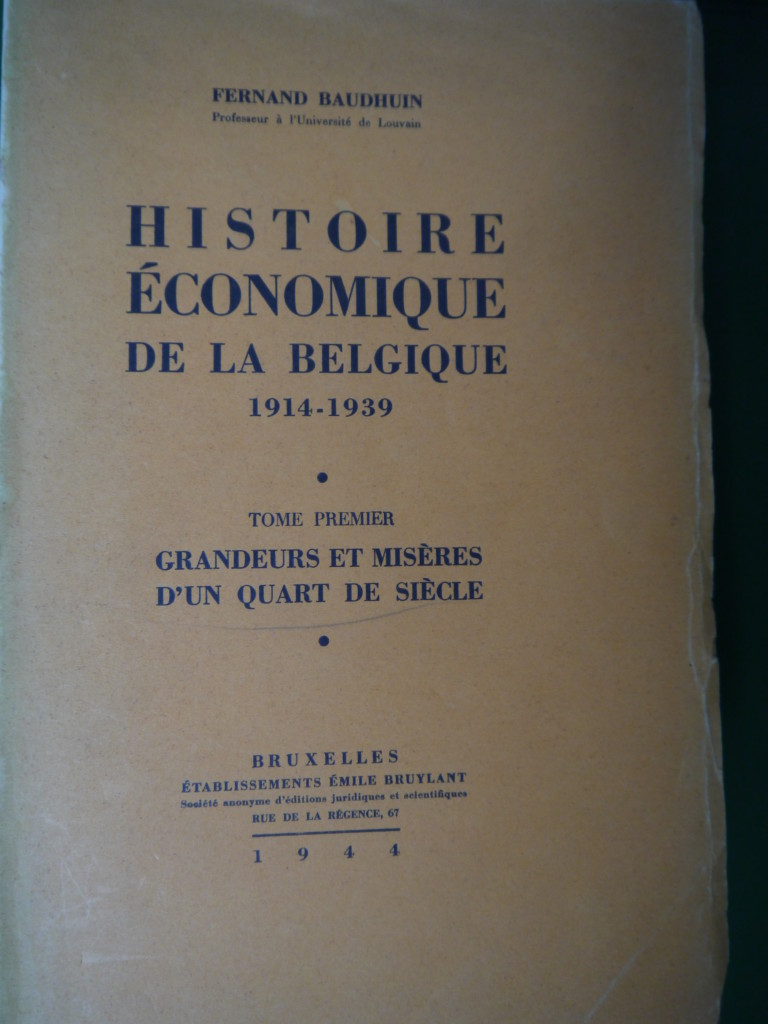 FERNAND BAUDHUIN
Professeur à l'Université de Louvain
HISTOIRE
ÉCONOMIQUE
DE LA BELGIQUE
1914-1939
TOME PREMIER
GRANDEURS ET MISÈRES
D'UN QUART DE SIÈCLE
BRUXELLES
ÉTABLISSEMENTS ÉMILE BRUYLANT
Société anonyme d'éditions juridiques et scientifiques
RUE DE LA RÉGENCE, 67
1944